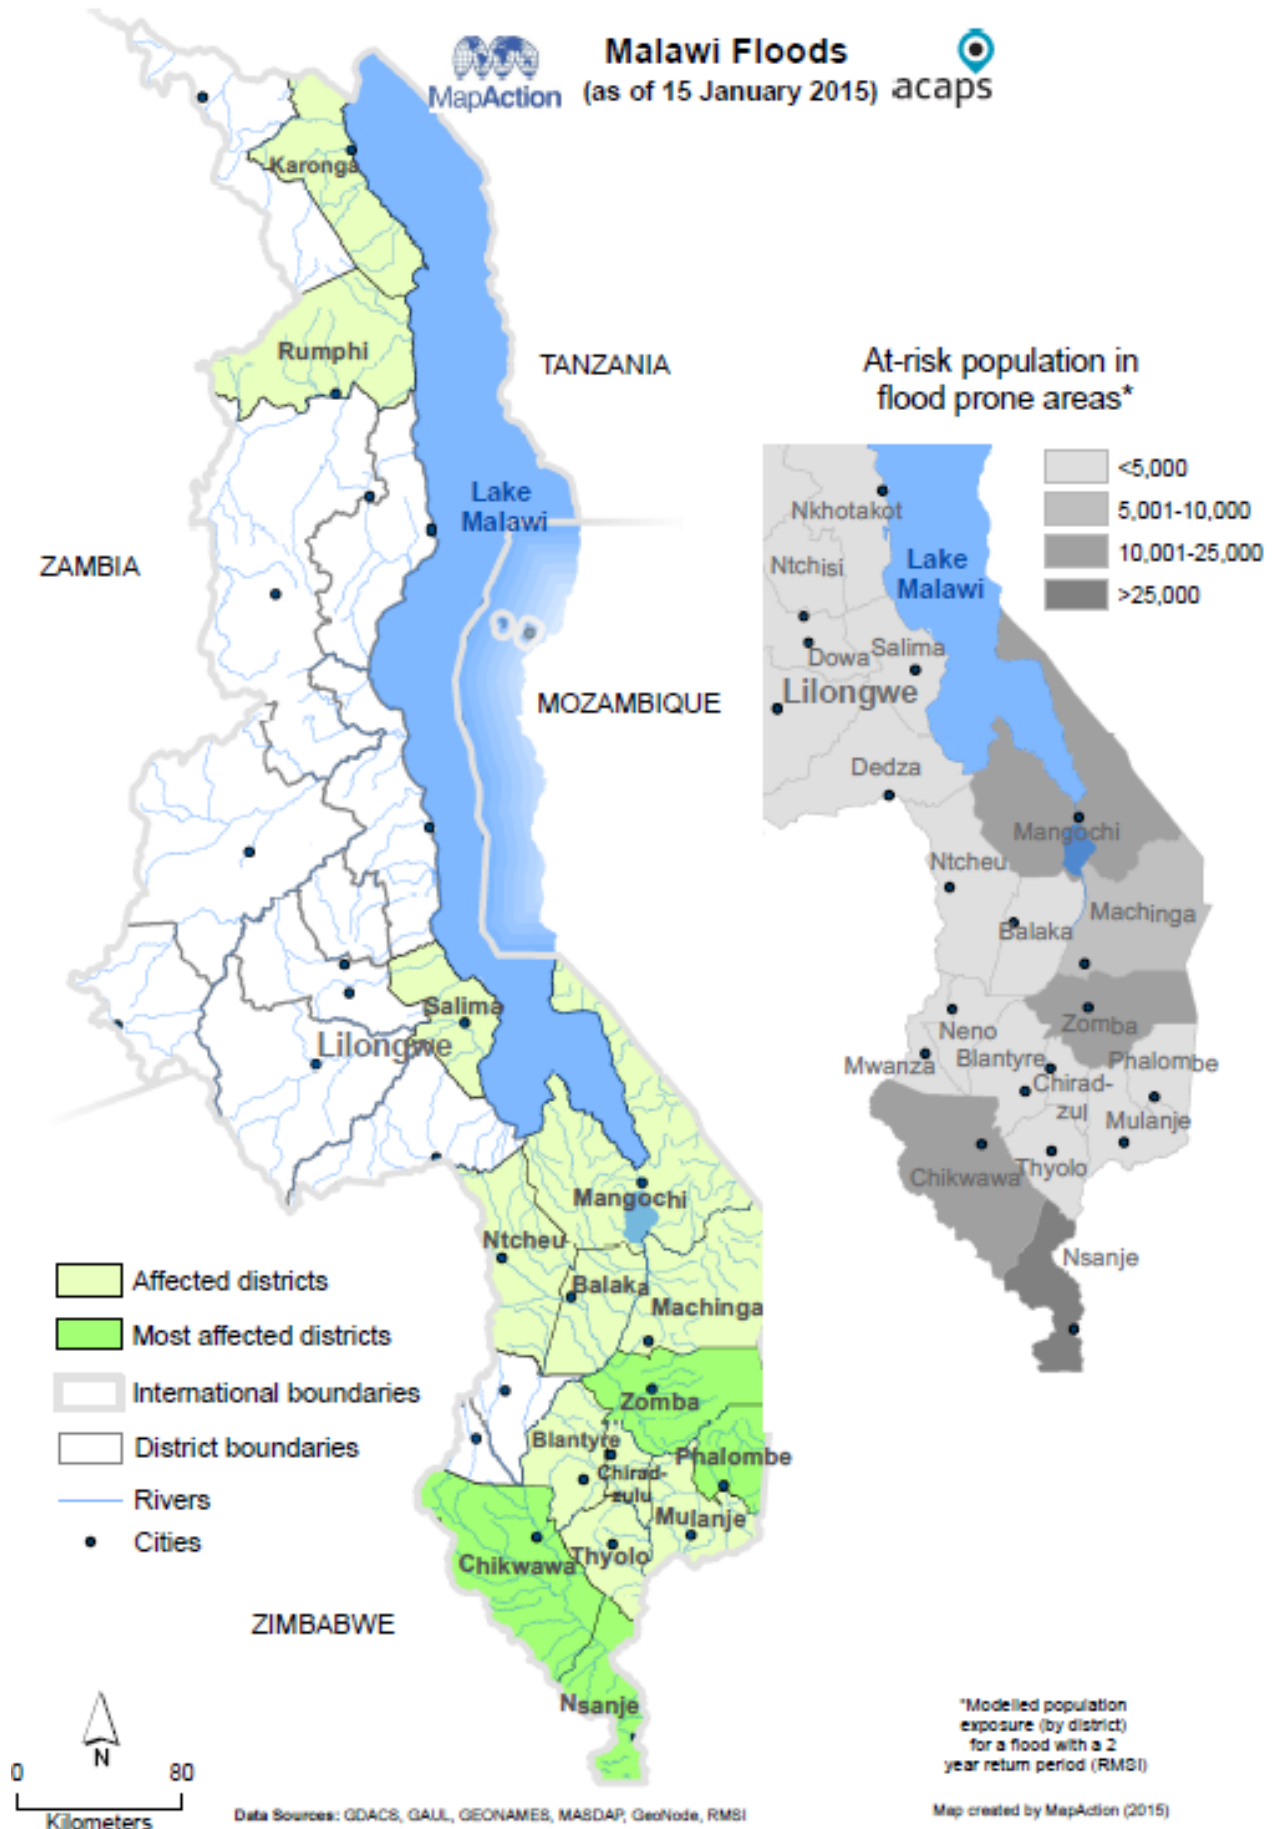 MapAction
Malawi Floods
(as of 15 January 2015)
acaps
Karonga
Rumphi
TANZANIA
Lake
Malawi
ZAMBIA
MOZAMBIQUE
Salima
Lilongwe
Mangochi
Ntcheu
Balaka
Machinga
Zomba
Blantyre
Phalombe
Chirad-
zulu
Mulanje
Thyolo
Chikwawa
Nsanje
ZIMBABWE
At-risk population in
flood prone areas*
<5,000
5,001-10,000
10,001-25,000
>25,000
Nkhotakot
Ntchisi
Lake
Malawi
Dowa
Salima
Lilongwe
Dedza
Mangochi
Ntcheu
Machinga
Balaka
Zomba
Neno
Mwanza
Blantyre
Phalombe
Chirad-
zul
Mulanje
Thyolo
Chikwawa
Nsanje
Affected districts
Most affected districts
International boundaries
District boundaries
Rivers
Cities
N
0 80
Kilometers
Data Sources: GDACS, GAUL, GEONAMES, MASDAP, GeoNode, RMSI
*Modelled population
exposure (by district)
for a flood with a 2
year return period (RMSI)
Map created by MapAction (2015)